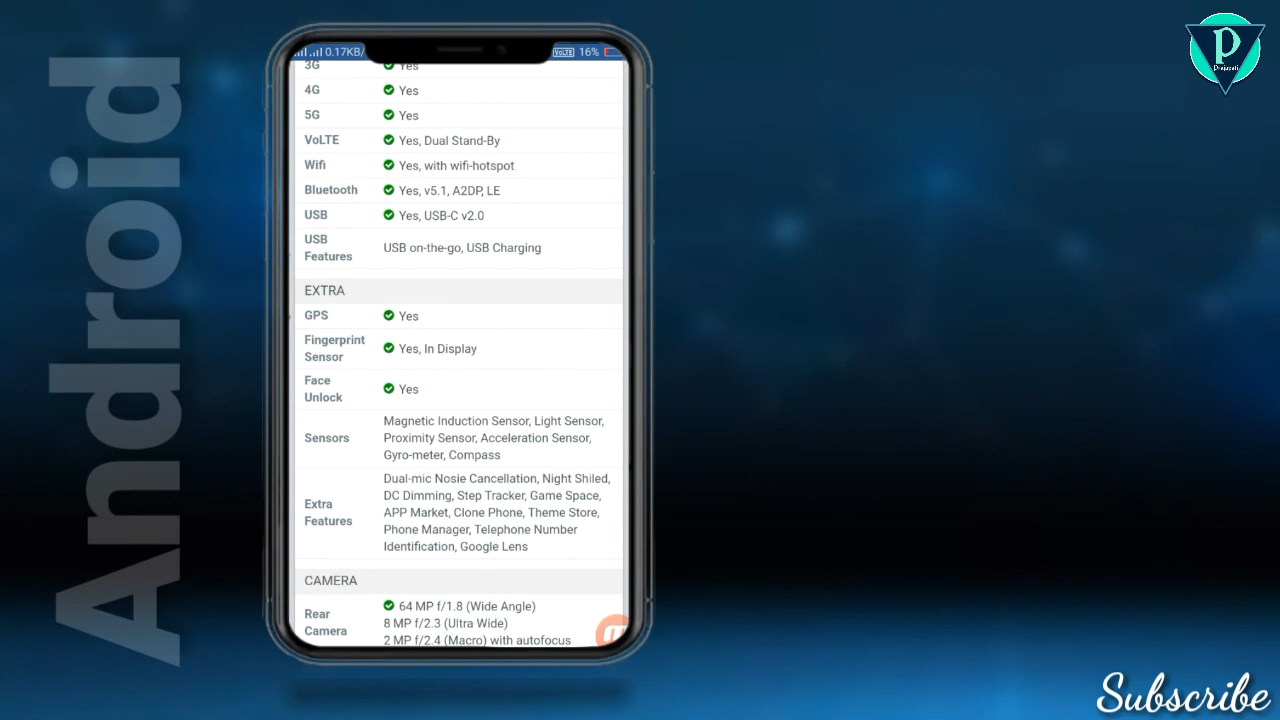 Android
0.17KB/
VoLTE 16%
3G Yes
4G Yes
5G Yes
VoLTE Yes, Dual Stand-By
Wifi Yes, with wifi-hotspot
Bluetooth Yes, v5.1, A2DP, LE
USB Yes, USB-C v2.0
USB
Features
USB on-the-go, USB Charging
EXTRA
GPS Yes
Fingerprint
Sensor
Yes, In Display
Face
Unlock
Yes
Sensors
Magnetic Induction Sensor, Light Sensor,
Proximity Sensor, Acceleration Sensor,
Gyro-meter, Compass
Extra
Features
Dual-mic Nosie Cancellation, Night Shiled,
DC Dimming, Step Tracker, Game Space,
APP Market, Clone Phone, Theme Store,
Phone Manager, Telephone Number
Identification, Google Lens
CAMERA
Rear
Camera
64 MP f/1.8 (Wide Angle)
8 MP f/2.3 (Ultra Wide)
2 MP f/2.4 (Macro) with autofocus
P
Prajapati
Subscribe